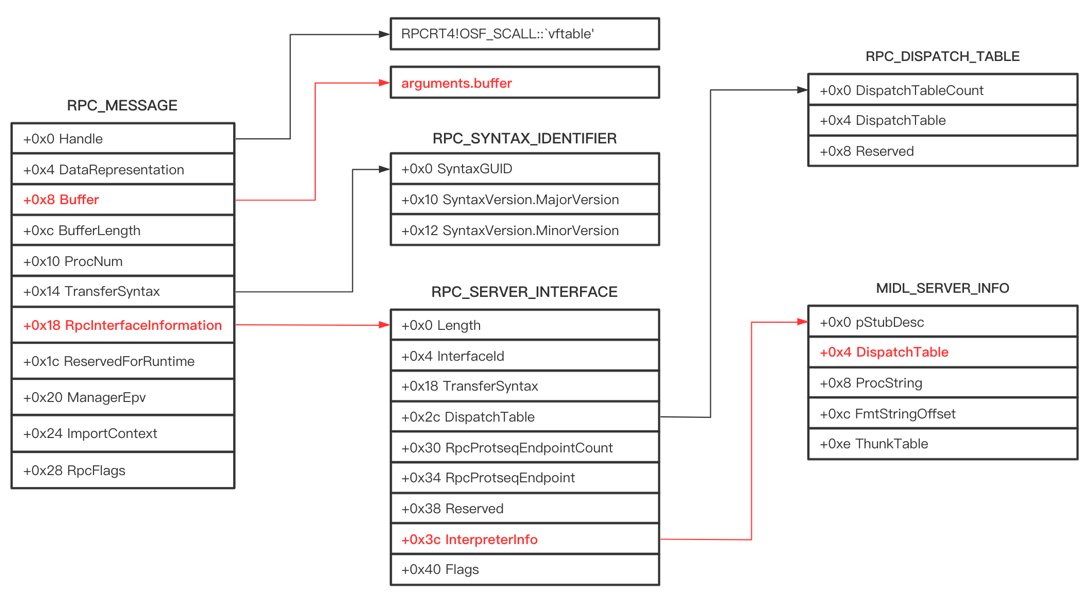 RPC_MESSAGE
+0x0 Handle
+0x4 DataRepresentation
+0x8 Buffer
+0xc BufferLength
+0x10 ProcNum
+0x14 TransferSyntax
+0x18 RpcInterfaceInformation
+0x1c ReservedForRuntime
+0x20 ManagerEpv
+0x24 ImportContext
+0x28 RpcFlags
RPCRT4!OSF_SCALL::`vftable'
arguments.buffer
RPC_SYNTAX_IDENTIFIER
+0x0 SyntaxGUID
+0x10 SyntaxVersion.MajorVersion
+0x12 SyntaxVersion.MinorVersion
RPC_SERVER_INTERFACE
+0x0 Length
+0x4 InterfaceId
+0x18 TransferSyntax
+0x2c DispatchTable
+0x30 RpcProtseqEndpointCount
+0x34 RpcProtseqEndpoint
+0x38 Reserved
+0x3c InterpreterInfo
+0x40 Flags
RPC_DISPATCH_TABLE
+0x0 DispatchTableCount
+0x4 DispatchTable
+0x8 Reserved
MIDL_SERVER_INFO
+0x0 pStubDesc
+0x4 DispatchTable
+0x8 ProcString
+0xc FmtStringOffset
+0xe ThunkTable